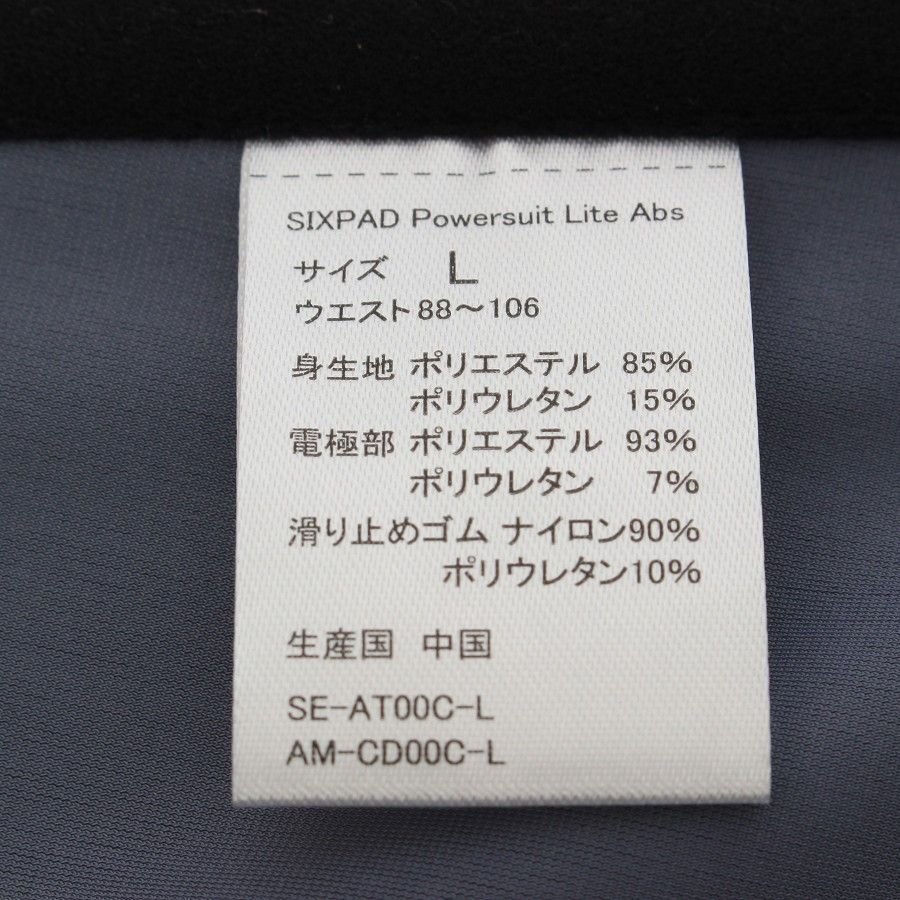 SIXPAD Powersuit Lite Abs
サイズ L
ウエスト88～106
身生地 ポリエステル 85%
ポリウレタン 15%
電極部 ポリエステル 93%
ポリウレタン 7%
滑り止めゴム ナイロン90%
ポリウレタン10%
生産国 中国
SE-AT00C-L
AM-CD00C-L